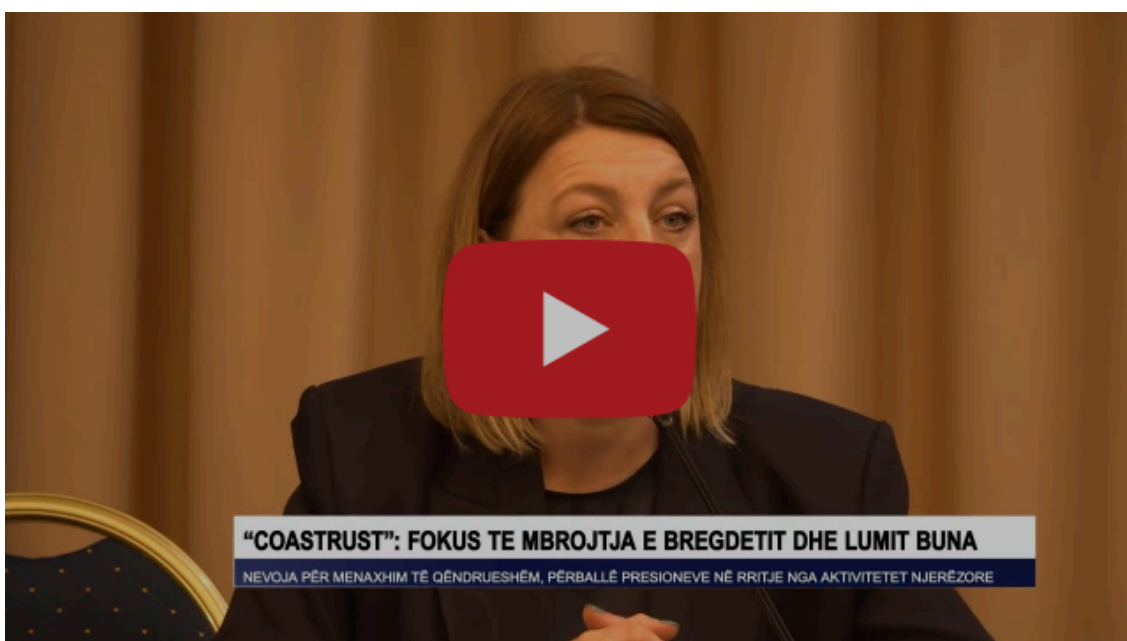 “COASTRUST”: FOKUS TE MBROJTJA E BREGDETIT DHE LUMIT BUNA
NEVOJA PËR MENAXHIM TË QËNDRUESHËM, PËRBALLË PRESIONEVE NË RRITJE NGA AKTIVITETET NJERËZORE